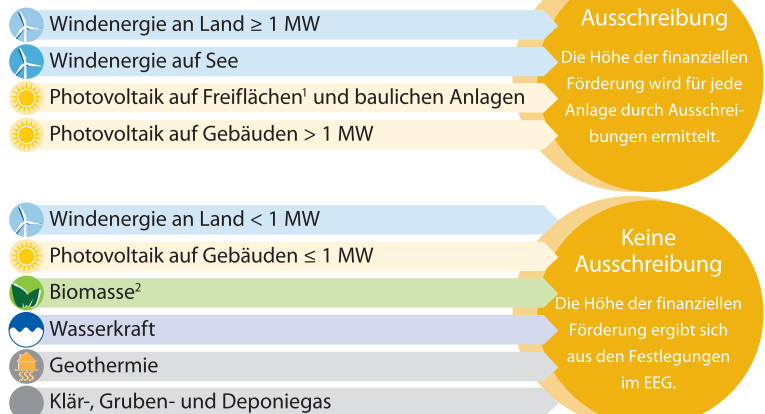 Windenergie an Land ≥ 1 MW
Windenergie auf See
Photovoltaik auf Freiflächen¹ und baulichen Anlagen
Photovoltaik auf Gebäuden > 1 MW
Ausschreibung
Die Höhe der finanziellen
Förderung wird für jede
Anlage durch Ausschrei-
bungen ermittelt.
Windenergie an Land < 1 MW
Photovoltaik auf Gebäuden ≤ 1 MW
Biomasse²
Wasserkraft
Geothermie
Klär-, Gruben- und Deponiegas
Keine
Ausschreibung
Die Höhe der finanziellen
Förderung ergibt sich
aus den Festlegungen
im EEG.